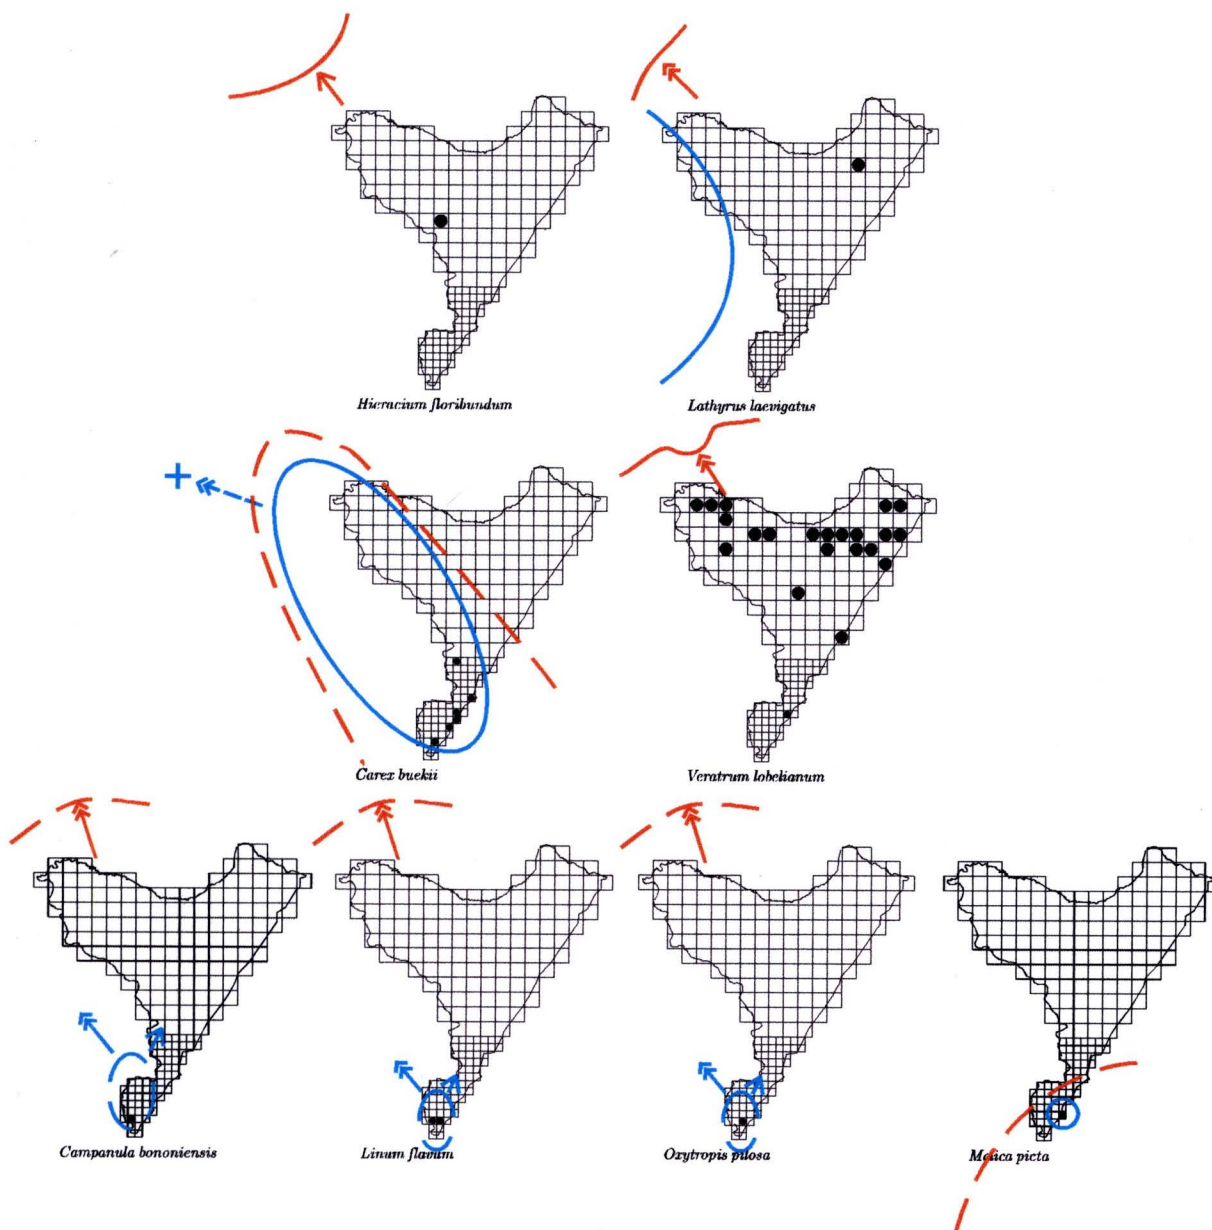 Hieracium floribundum
Lathyrus laevigatus
Carex buekii
Veratrum lobelianum
Campanula bononiensis
Linum flavum
Oxytropis pilosa
Melica picta